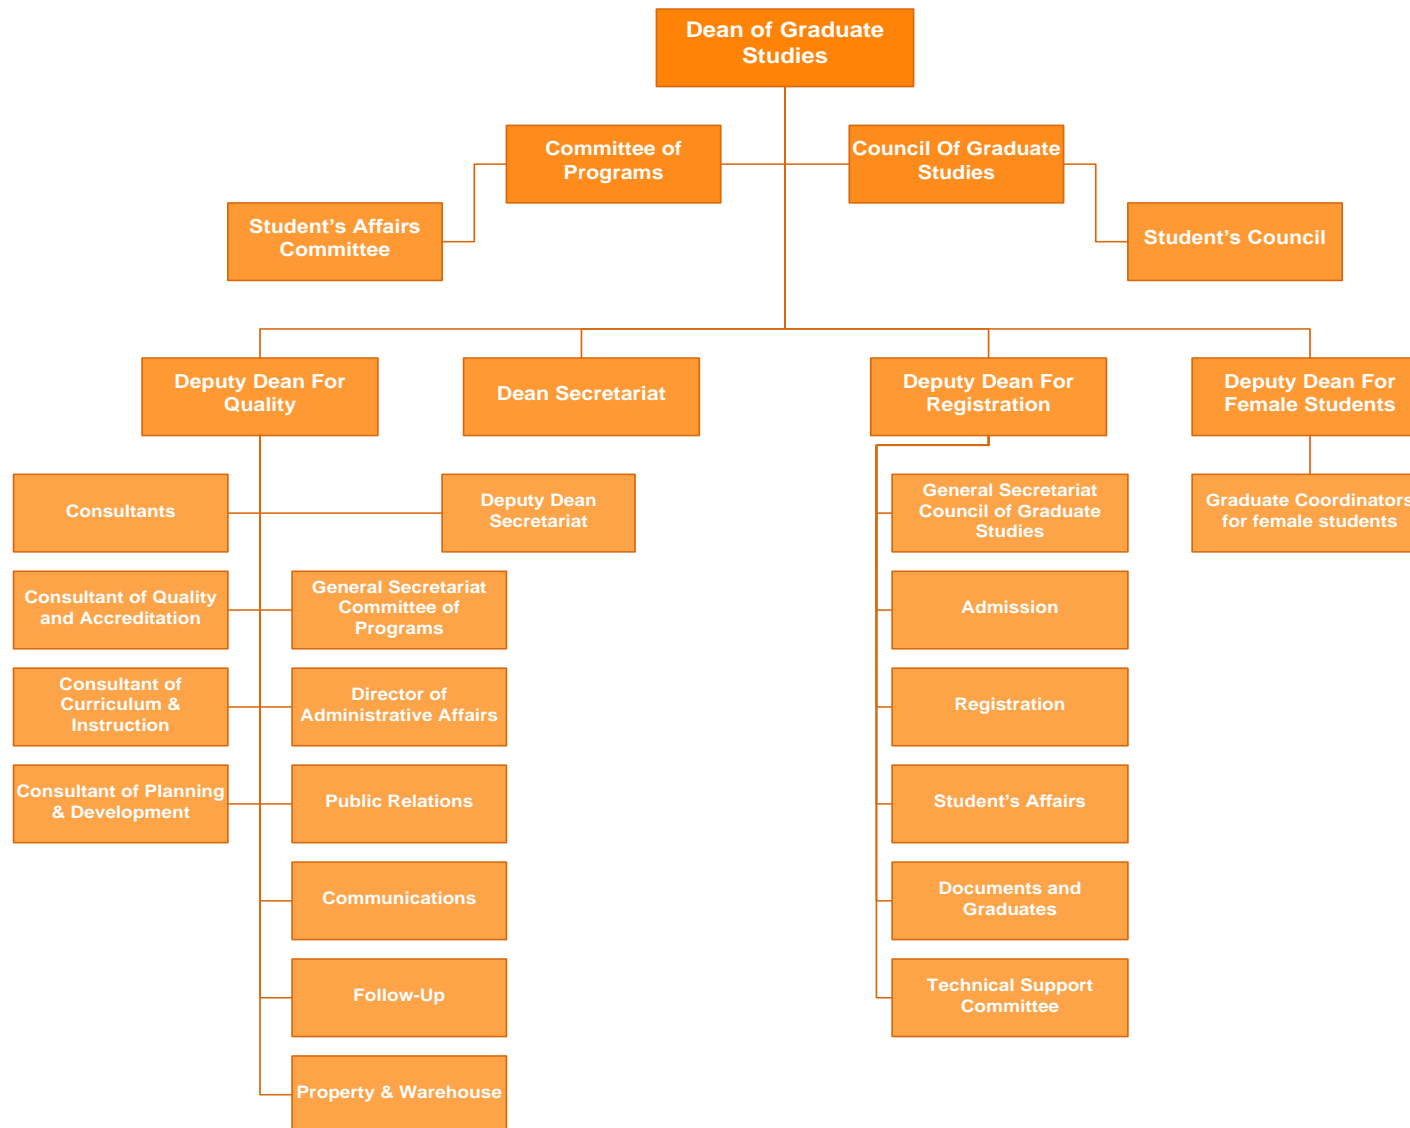 Dean of Graduate
Studies
Committee of
Programs
Council Of Graduate
Studies
Student’s Affairs
Committee
Student’s Council
Deputy Dean For
Quality
Dean Secretariat
Deputy Dean For
Registration
Deputy Dean For
Female Students
Consultants
Deputy Dean
Secretariat
General Secretariat
Council of Graduate
Studies
Graduate Coordinators
for female students
Consultant of Quality
and Accreditation
General Secretariat
Committee of
Programs
Admission
Consultant of
Curriculum &
Instruction
Director of
Administrative Affairs
Registration
Consultant of Planning
& Development
Public Relations
Student’s Affairs
Communications
Documents and
Graduates
Follow-Up
Technical Support
Committee
Property & Warehouse